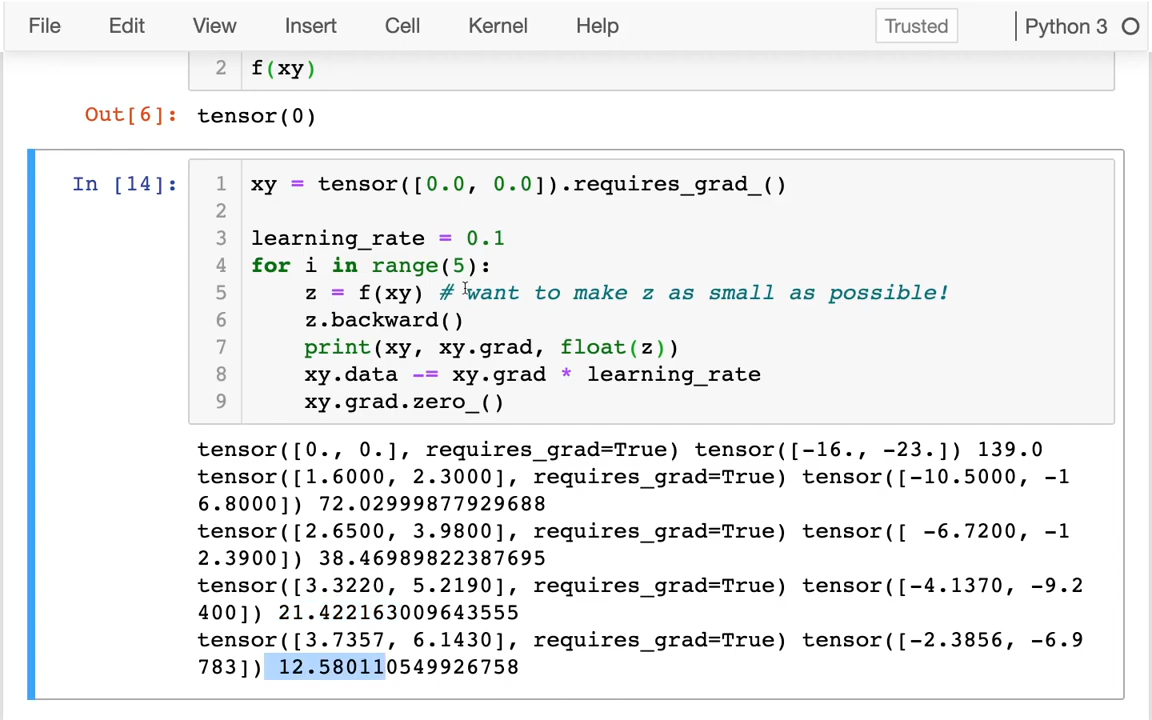 File Edit View Insert Cell Kernel Help Trusted Python 3
2 f(xy)
Out[6]: tensor(0)
In [14]: 1 xy = tensor([0.0, 0.0]).requires_grad_()
2
3 learning_rate = 0.1
4 for i in range(5):
5 z = f(xy) # want to make z as small as possible!
6 z.backward()
7 print(xy, xy.grad, float(z))
8 xy.data -= xy.grad * learning_rate
9 xy.grad.zero_()
tensor([0., 0.], requires_grad=True) tensor([-16., -23.]) 139.0
tensor([1.6000, 2.3000], requires_grad=True) tensor([-10.5000, -1
6.8000]) 72.02999877929688
tensor([2.6500, 3.9800], requires_grad=True) tensor([ -6.7200, -1
2.3900]) 38.46989822387695
tensor([3.3220, 5.2190], requires_grad=True) tensor([-4.1370, -9.2
400]) 21.422163009643555
tensor([3.7357, 6.1430], requires_grad=True) tensor([-2.3856, -6.9
783]) 12.580110549926758